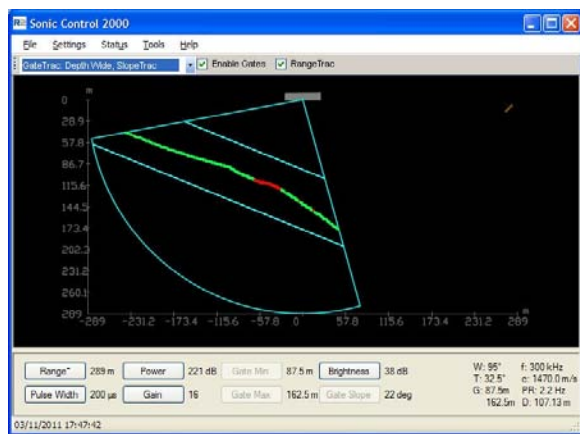 R2 Sonic Control 2000
File Settings Status Tools Help
GateTrac: Depth Wide, SlopeTrac Enable Gates RangeTrac
m
0
28.9
57.8
86.7
115.6
144.5
173.4
202.3
231.2
260.1
289
-289 -231.2 -173.4 -57.8 0 57.8 115.6 173.4 231.2 289
m
Range~ 289 m Power 221 dB Gate Min 87.5 m Brightness 38 dB
Pulse Width 200 µs Gain 16 Gate Max 162.5 m Gate Slope 22 deg
W: 95° f: 300 kHz
T: 32.5° c: 1470.0 m/s
G: 87.5m PR: 2.2 Hz
162.5m D: 107.13 m
03/11/2011 17:47:42